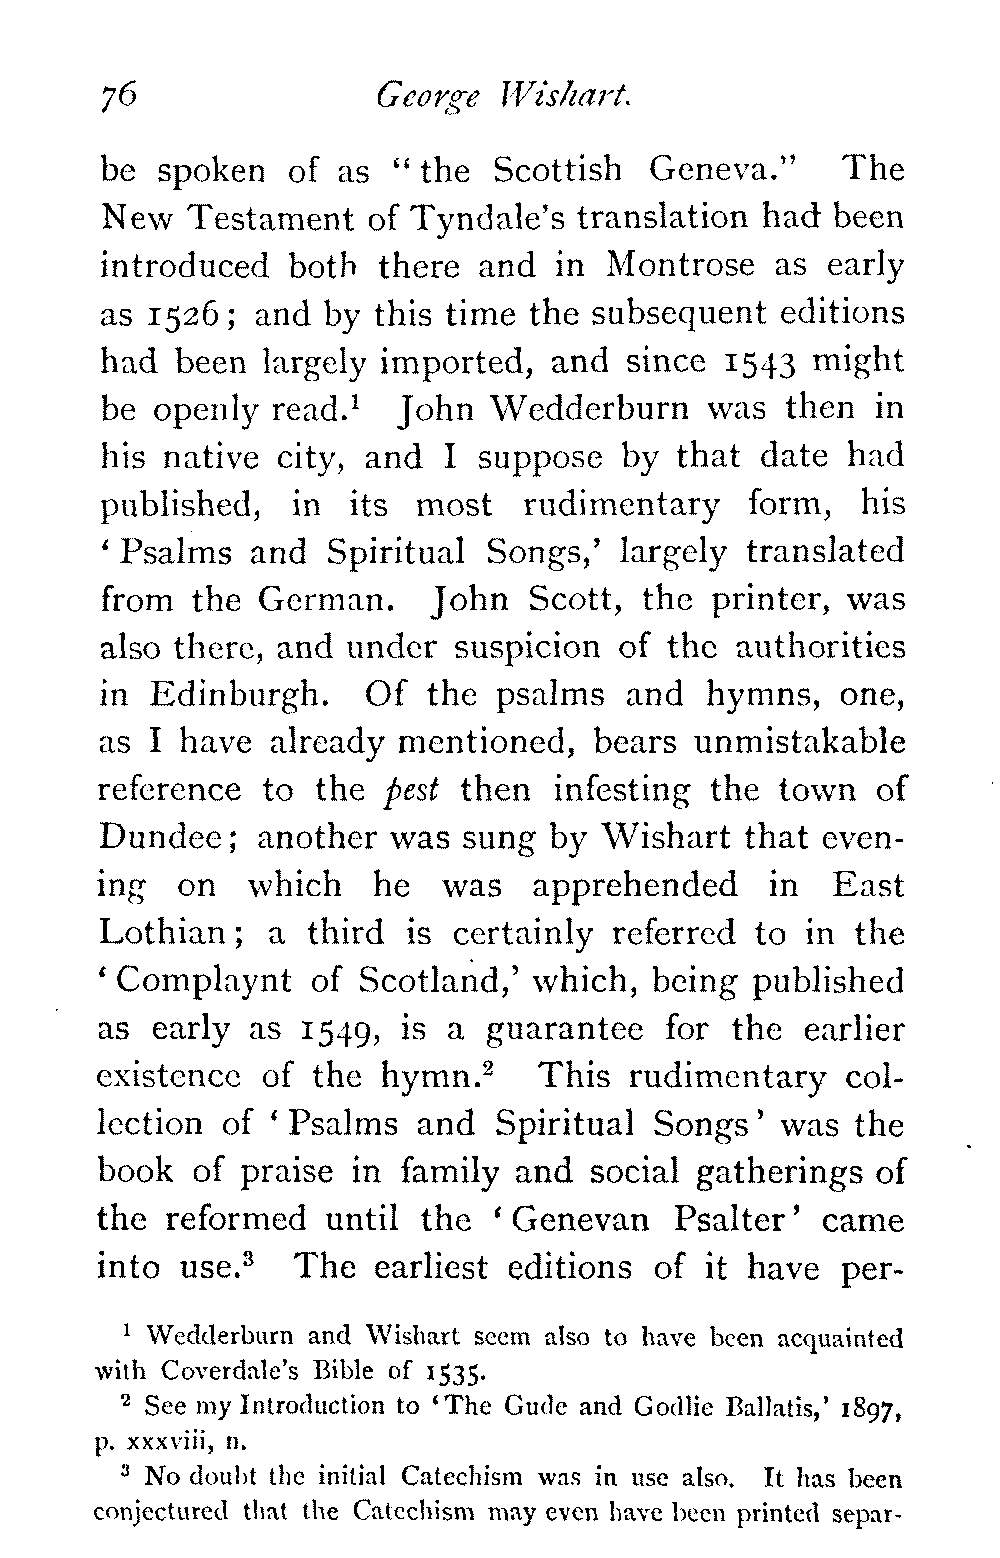 76 George Wishart.
be spoken of as “ the Scottish Geneva.” The
New Testament of Tyndale’s translation had been
introduced both there and in Montrose as early
as 1526 ; and by this time the subsequent editions
had been largely imported, and since 1543 might
be openly read.¹ John Wedderburn was then in
his native city, and I suppose by that date had
published, in its most rudimentary form, his
‘ Psalms and Spiritual Songs,’ largely translated
from the German. John Scott, the printer, was
also there, and under suspicion of the authorities
in Edinburgh. Of the psalms and hymns, one,
as I have already mentioned, bears unmistakable
reference to the pest then infesting the town of
Dundee ; another was sung by Wishart that even-
ing on which he was apprehended in East
Lothian ; a third is certainly referred to in the
‘ Complaynt of Scotland,’ which, being published
as early as 1549, is a guarantee for the earlier
existence of the hymn.² This rudimentary col-
lection of ‘ Psalms and Spiritual Songs ’ was the
book of praise in family and social gatherings of
the reformed until the ‘ Genevan Psalter ’ came
into use.³ The earliest editions of it have per-
¹ Wedderburn and Wishart seem also to have been acquainted
with Coverdale’s Bible of 1535.
² See my Introduction to ‘The Gude and Godlie Ballatis,’ 1897,
p. xxxviii, n.
³ No doubt the initial Catechism was in use also. It has been
conjectured that the Catechism may even have been printed separ-